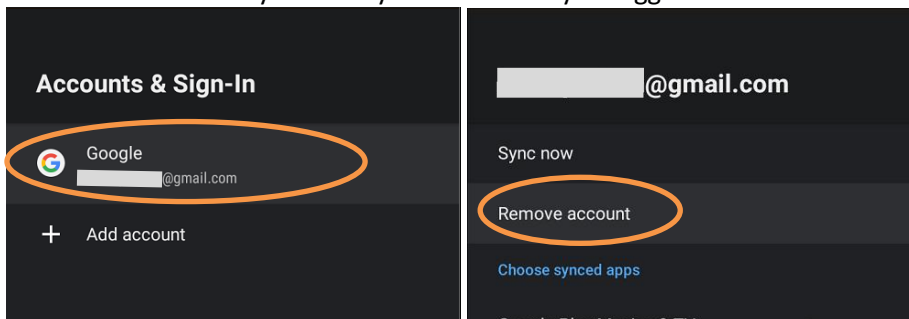 Accounts & Sign-In
Google
@gmail.com
Add account
@gmail.com
Sync now
Remove account
Choose synced apps